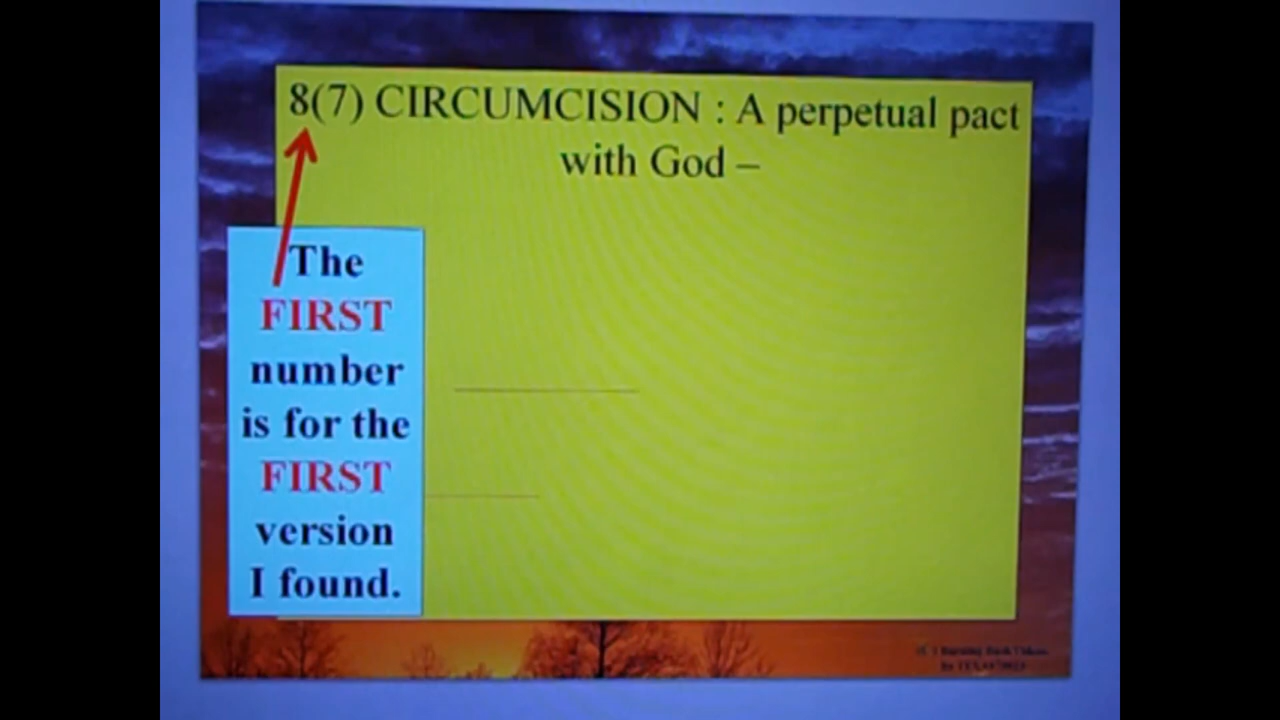 8(7) CIRCUMCISION : A perpetual pact
with God –
The
FIRST
number
is for the
FIRST
version
I found.